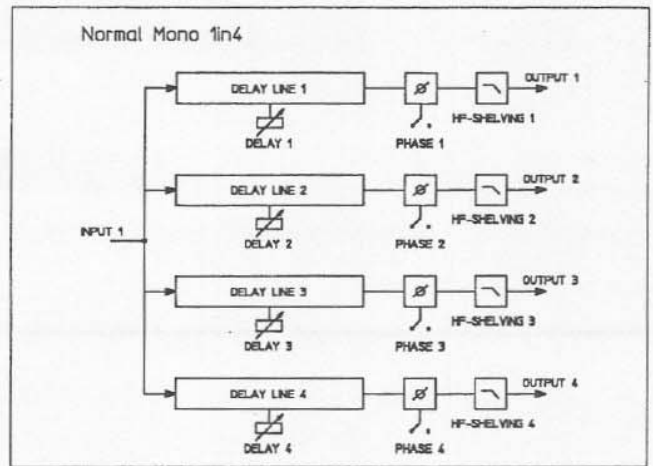 Normal Mono 1in4
DELAY LINE 1
OUTPUT 1
DELAY 1
PHASE 1
HF-SHELVING 1
DELAY LINE 2
OUTPUT 2
DELAY 2
PHASE 2
HF-SHELVING 2
INPUT 1
DELAY LINE 3
OUTPUT 3
DELAY 3
PHASE 3
HF-SHELVING 3
DELAY LINE 4
OUTPUT 4
DELAY 4
PHASE 4
HF-SHELVING 4